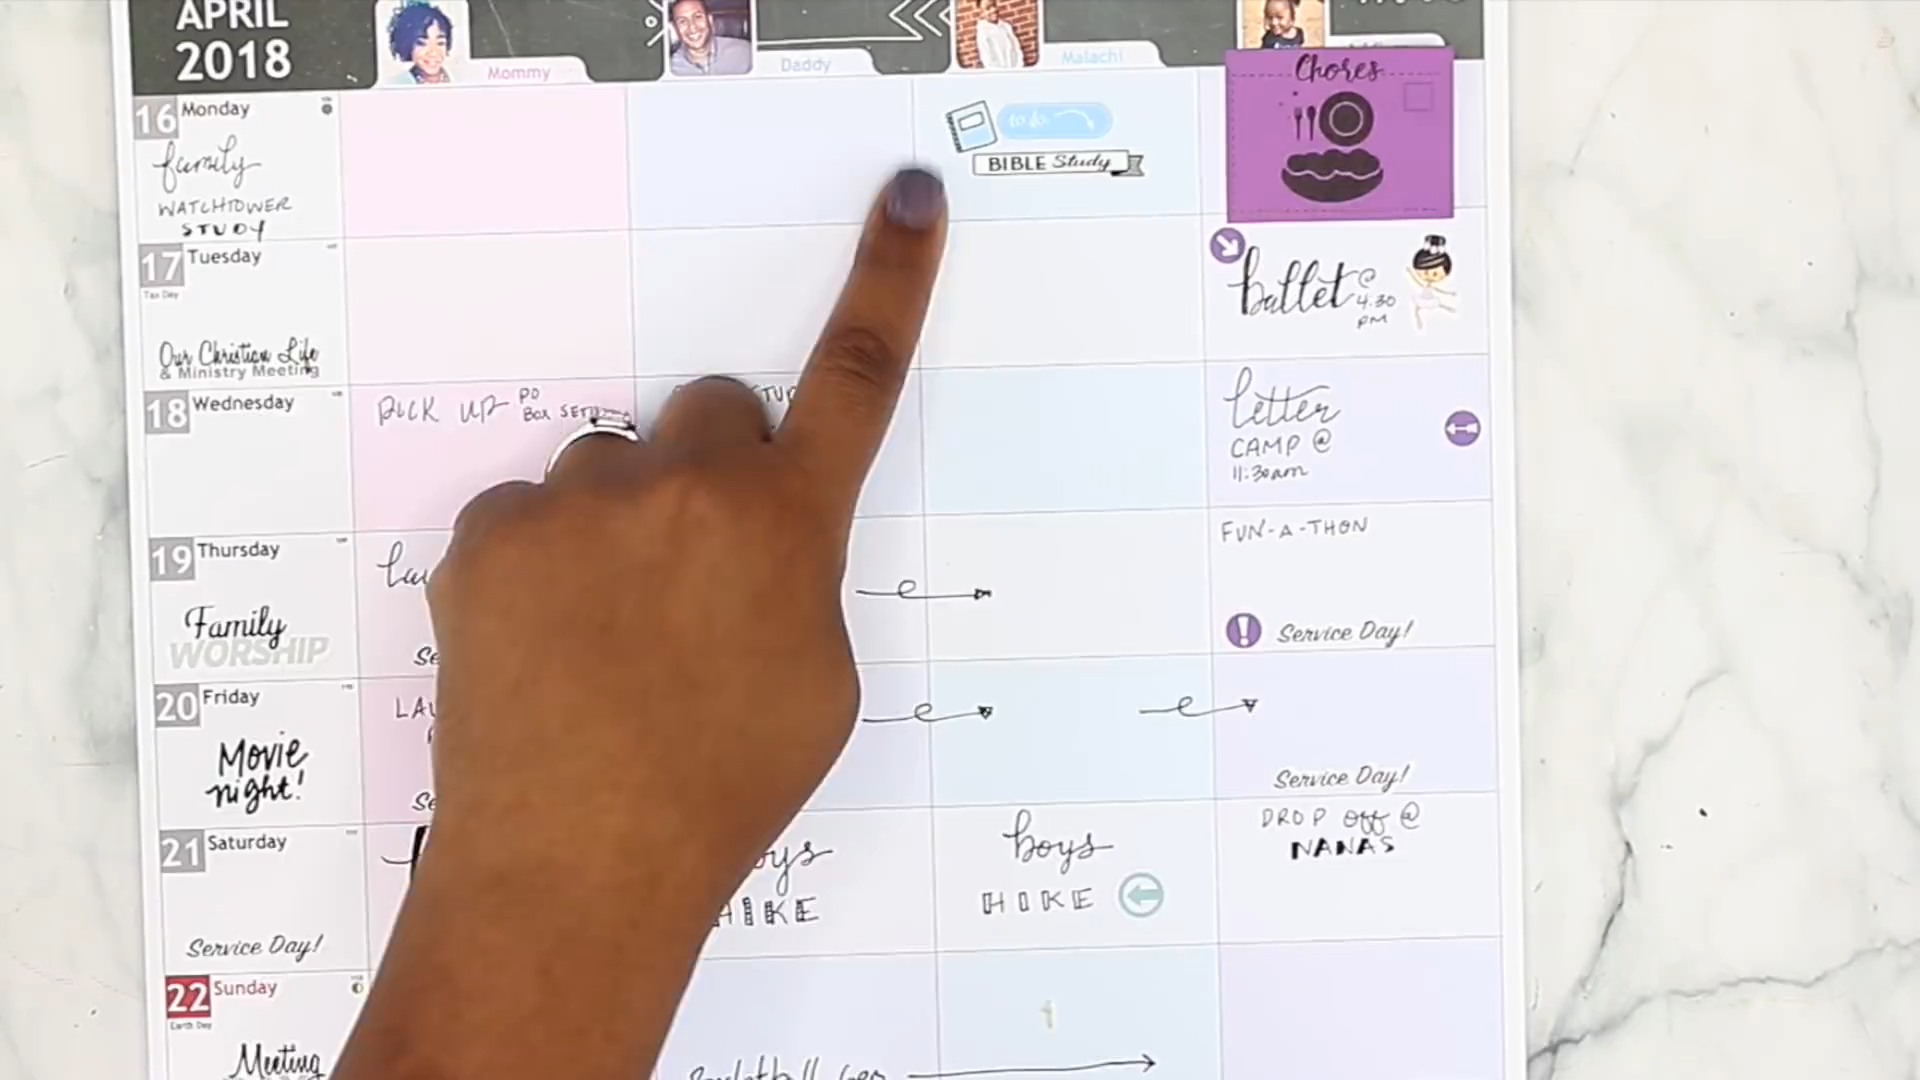 APRIL
2018
Mommy
Daddy
Malachi
Chores
16 Monday
family
WATCHTOWER
STUDY
to do
BIBLE Study
17 Tuesday
Tax Day
Our Christian Life
& Ministry Meeting
ballet @
4:30
PM
18 Wednesday
PICK UP PO
Box
letter
CAMP @
11:30am
19 Thursday
Family
WORSHIP
FUN-A-THON
Service Day!
20 Friday
Movie
night!
Service Day!
21 Saturday
Service Day!
boys
HIKE
DROP off @
NANAS
22 Sunday
Earth Day
Meeting